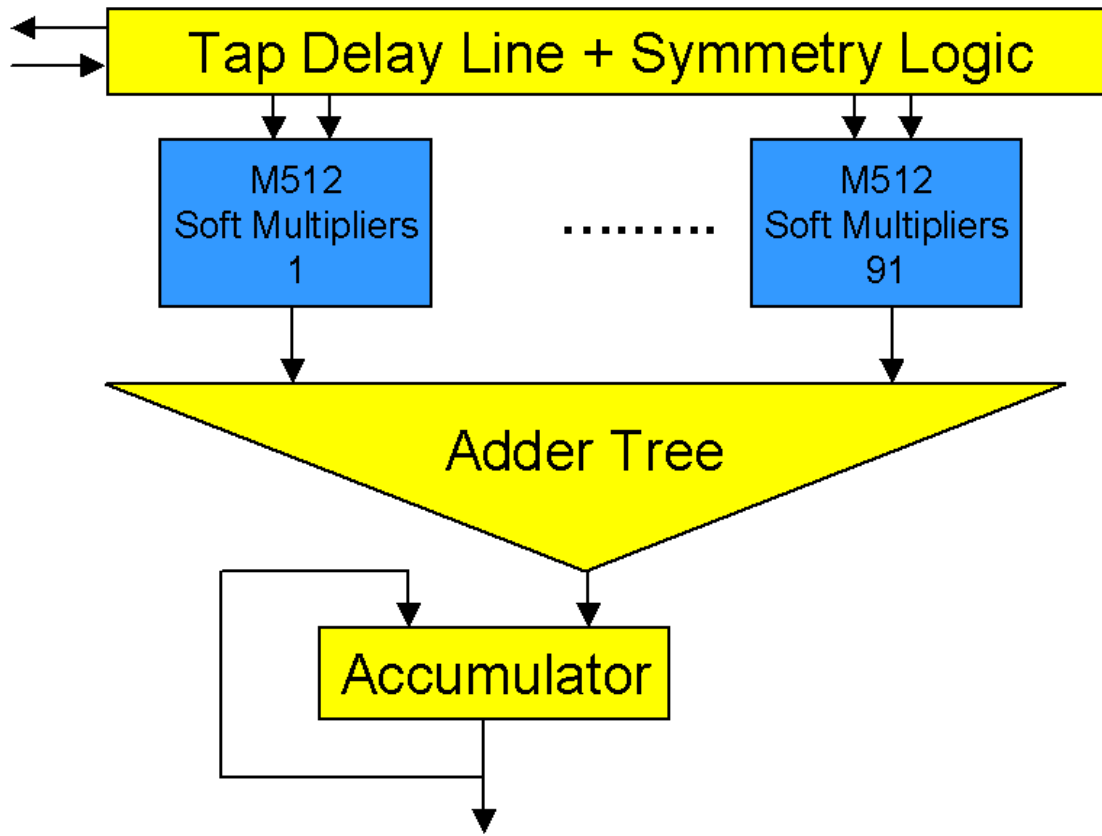 Tap Delay Line + Symmetry Logic
M512
Soft Multipliers
1
.........
M512
Soft Multipliers
91
Adder Tree
Accumulator